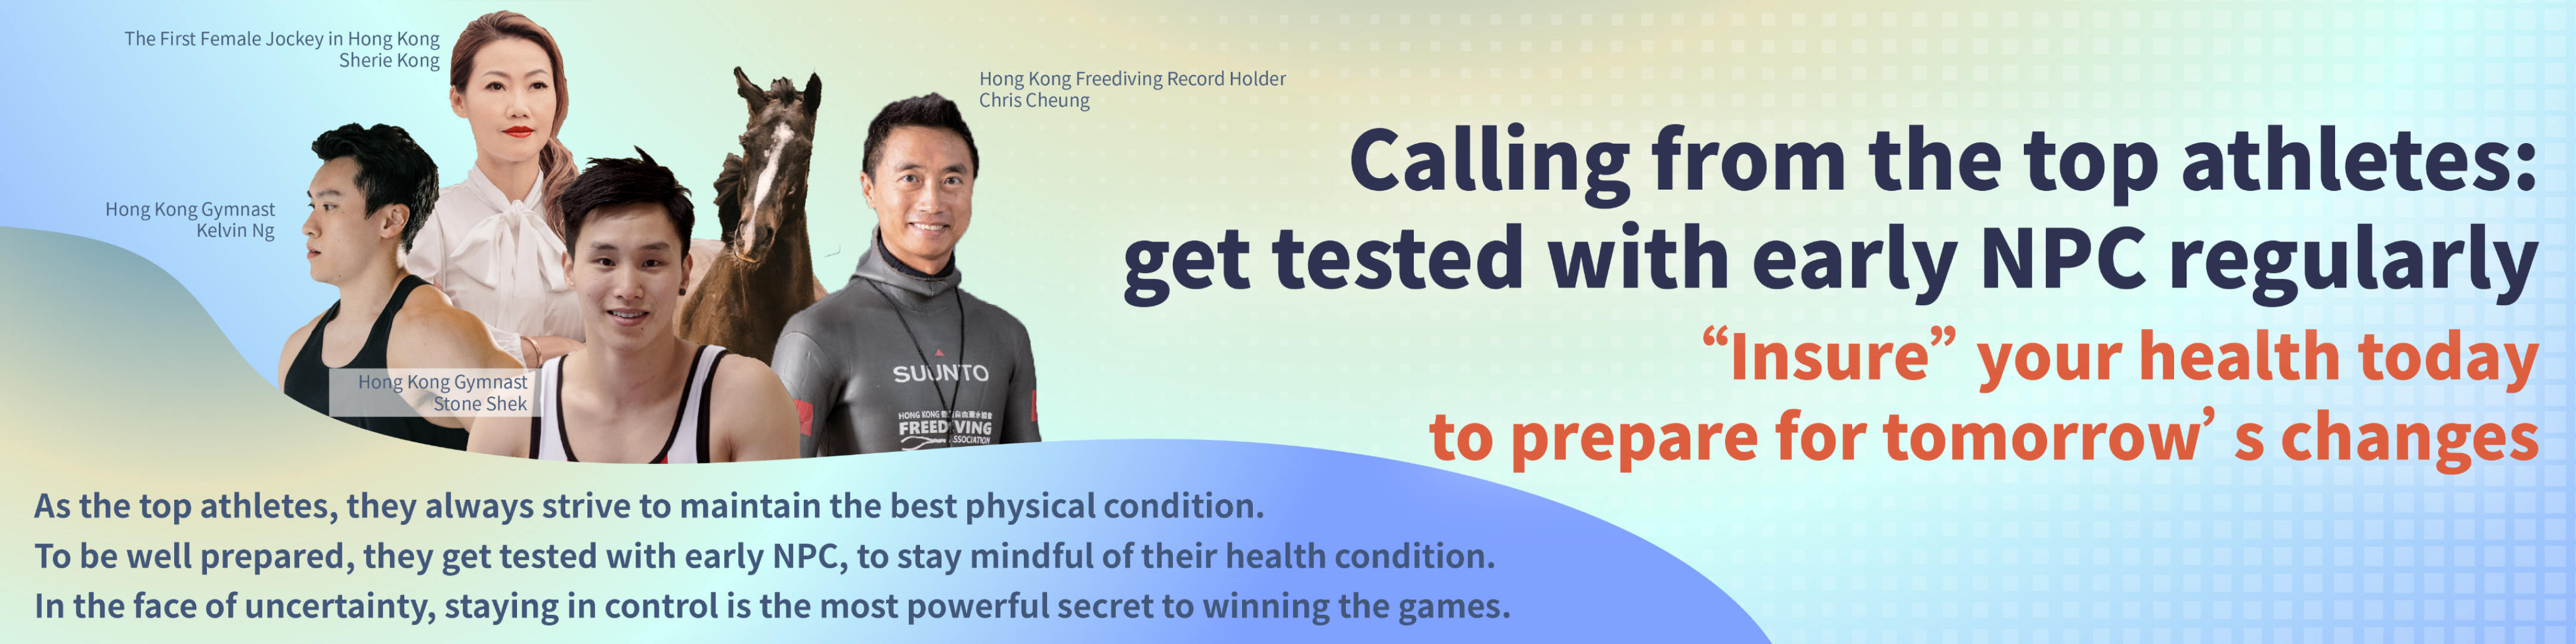 The First Female Jockey in Hong Kong
Sherie Kong
Hong Kong Freediving Record Holder
Chris Cheung
Hong Kong Gymnast
Kelvin Ng
Hong Kong Gymnast
Stone Shek
SUUNTO
HONG KONG
FREEDIVING
ASSOCIATION
Calling from the top athletes:
get tested with early NPC regularly
“Insure” your health today
to prepare for tomorrow’ s changes
As the top athletes, they always strive to maintain the best physical condition.
To be well prepared, they get tested with early NPC, to stay mindful of their health condition.
In the face of uncertainty, staying in control is the most powerful secret to winning the games.